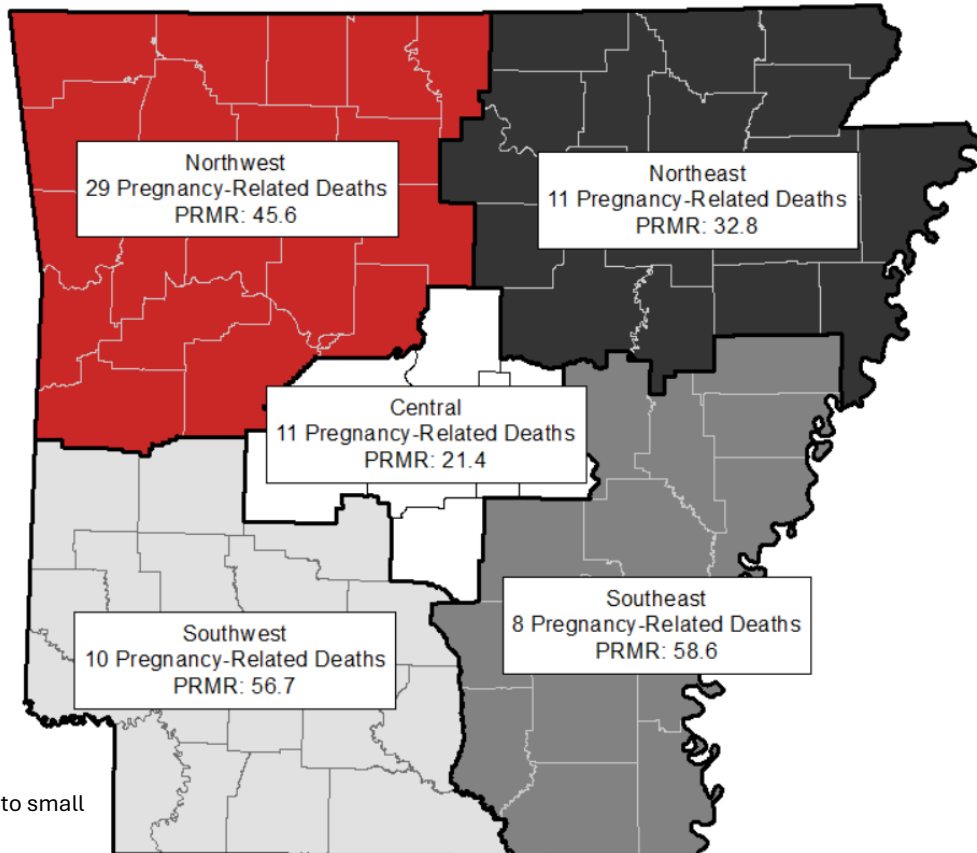 Northwest
29 Pregnancy-Related Deaths
PRMR: 45.6
Northeast
11 Pregnancy-Related Deaths
PRMR: 32.8
Central
11 Pregnancy-Related Deaths
PRMR: 21.4
Southwest
10 Pregnancy-Related Deaths
PRMR: 56.7
Southeast
8 Pregnancy-Related Deaths
PRMR: 58.6
to small